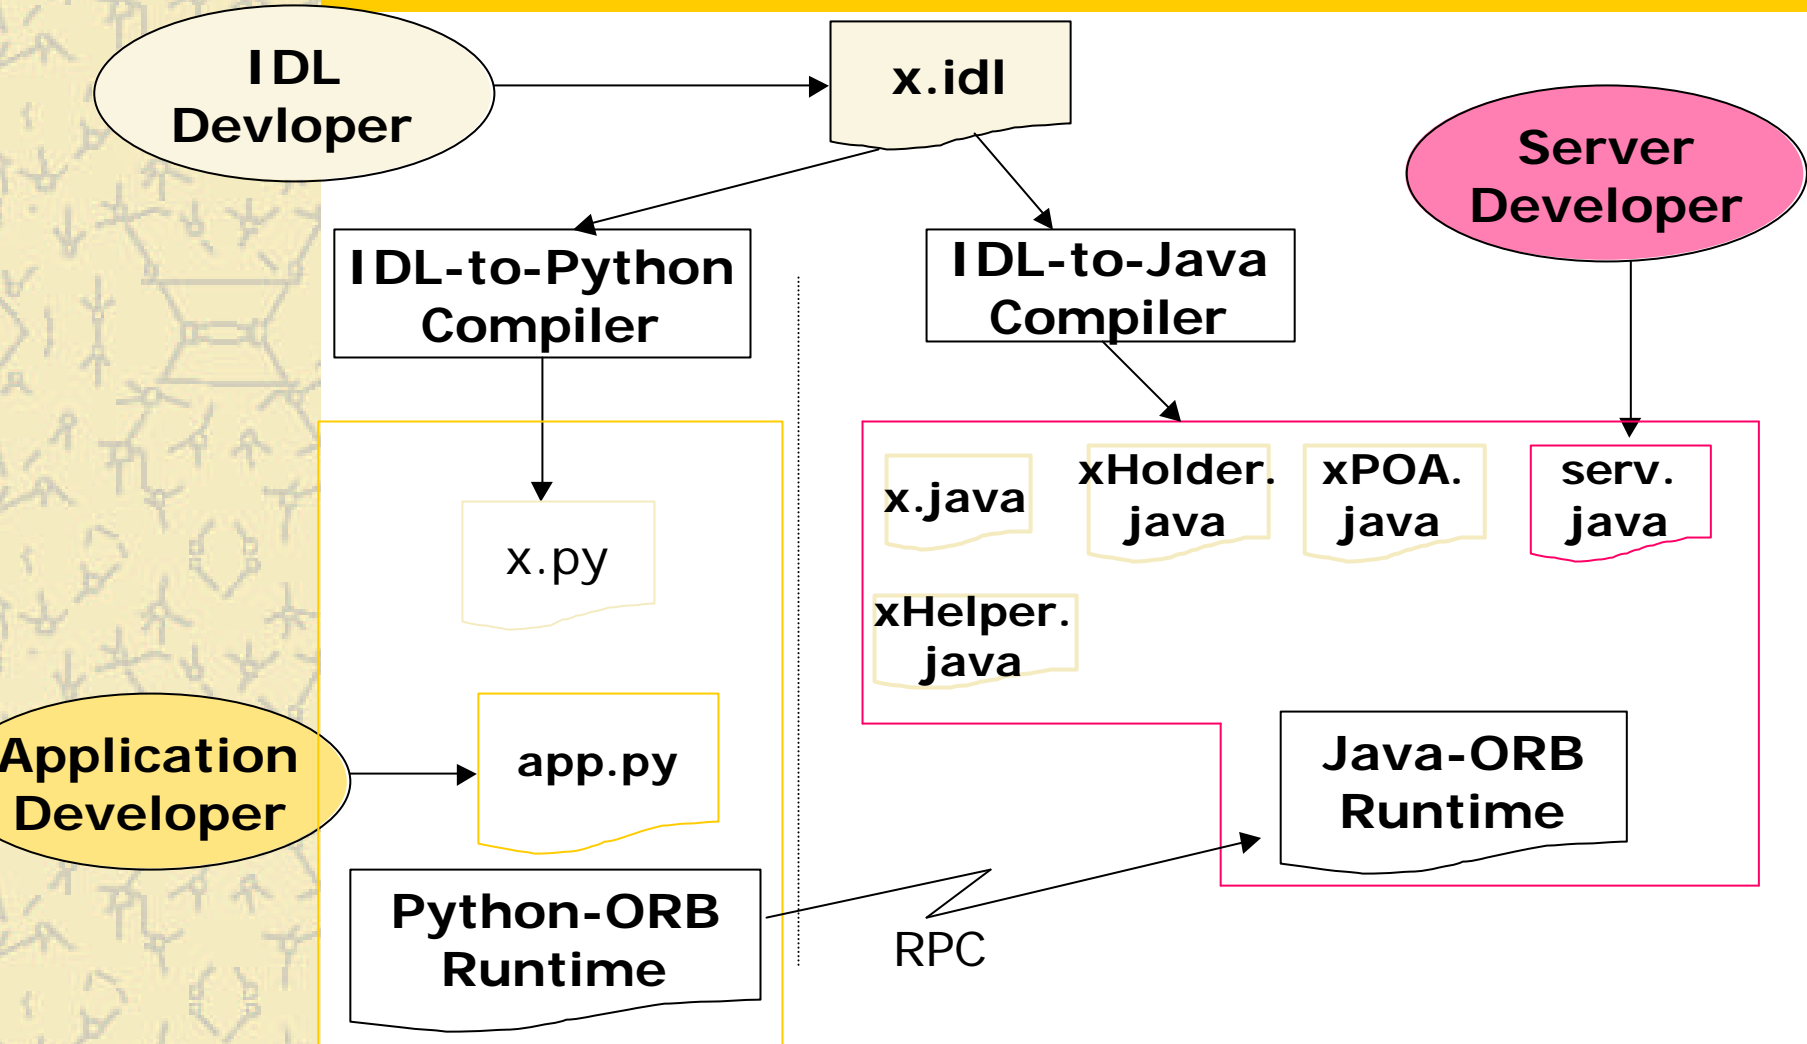 IDL
Devloper
x.idl
Server
Developer
IDL-to-Python
Compiler
IDL-to-Java
Compiler
x.java
xHolder.
java
xPOA.
java
serv.
java
x.py
xHelper.
java
Application
Developer
app.py
Java-ORB
Runtime
Python-ORB
Runtime
RPC